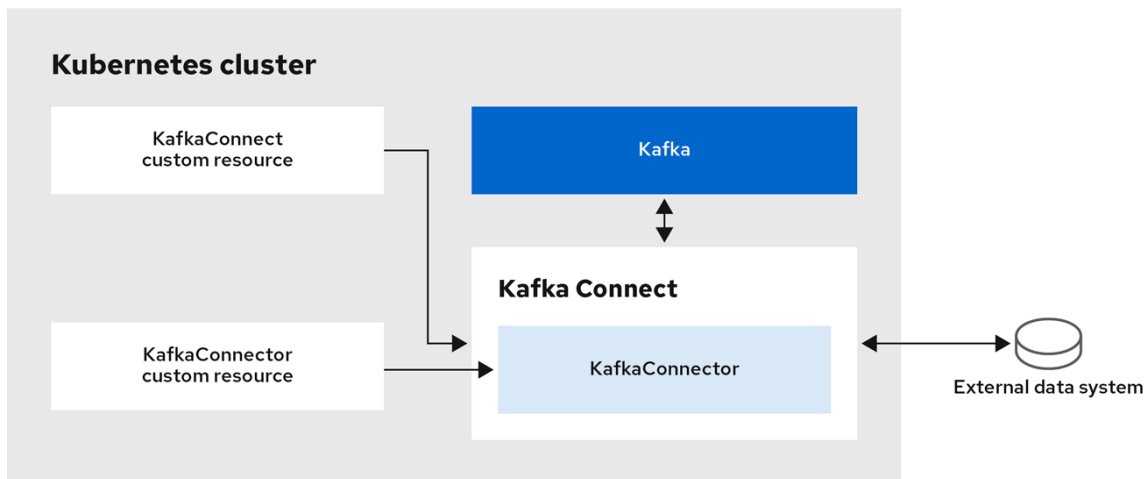 Kubernetes cluster
KafkaConnect
custom resource
Kafka
Kafka Connect
KafkaConnector
custom resource
KafkaConnector
External data system